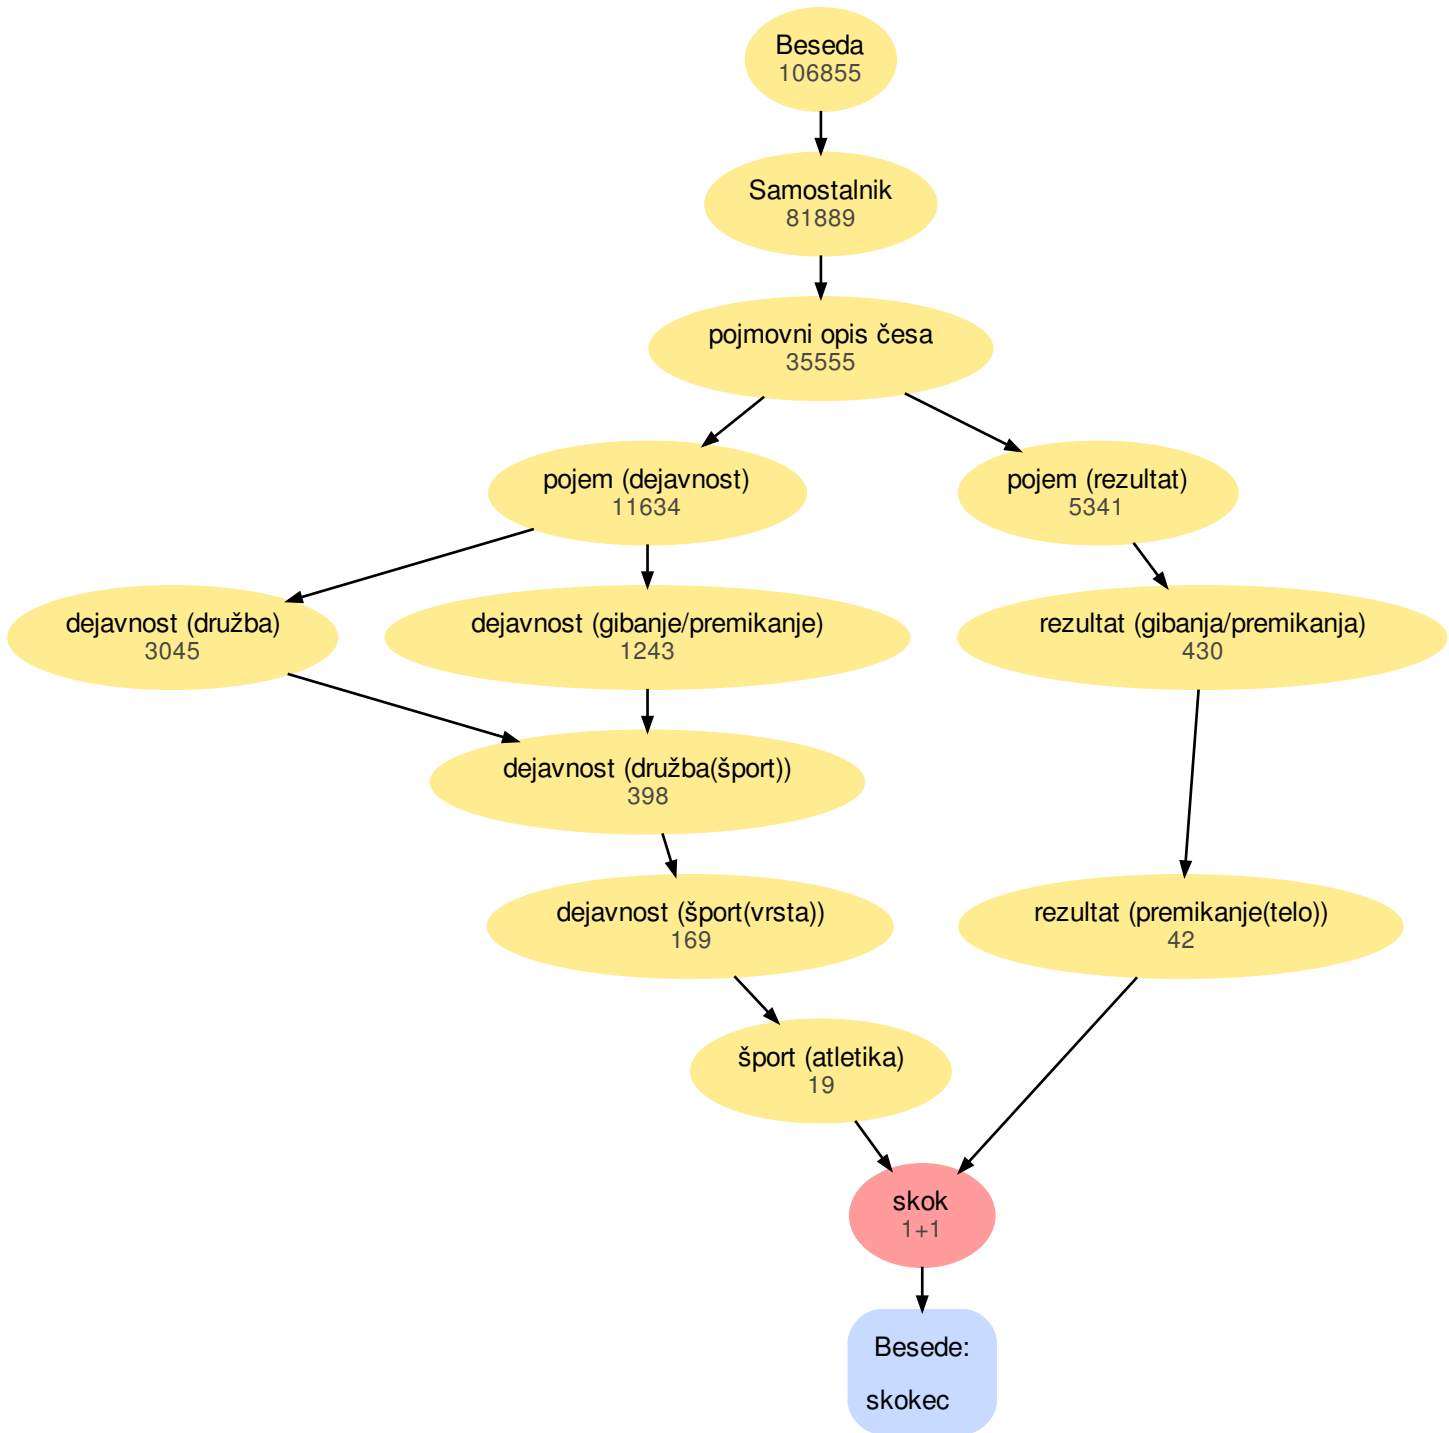 Beseda
106855
Samostalnik
81889
pojmovni opis česa
35555
pojem (dejavnost)
11634
pojem (rezultat)
5341
dejavnost (družba)
3045
dejavnost (gibanje/premikanje)
1243
rezultat (gibanja/premikanja)
430
dejavnost (družba(šport))
398
dejavnost (šport(vrsta))
169
rezultat (premikanje(telo))
42
šport (atletika)
19
skok
1+1
Besede:
skokec